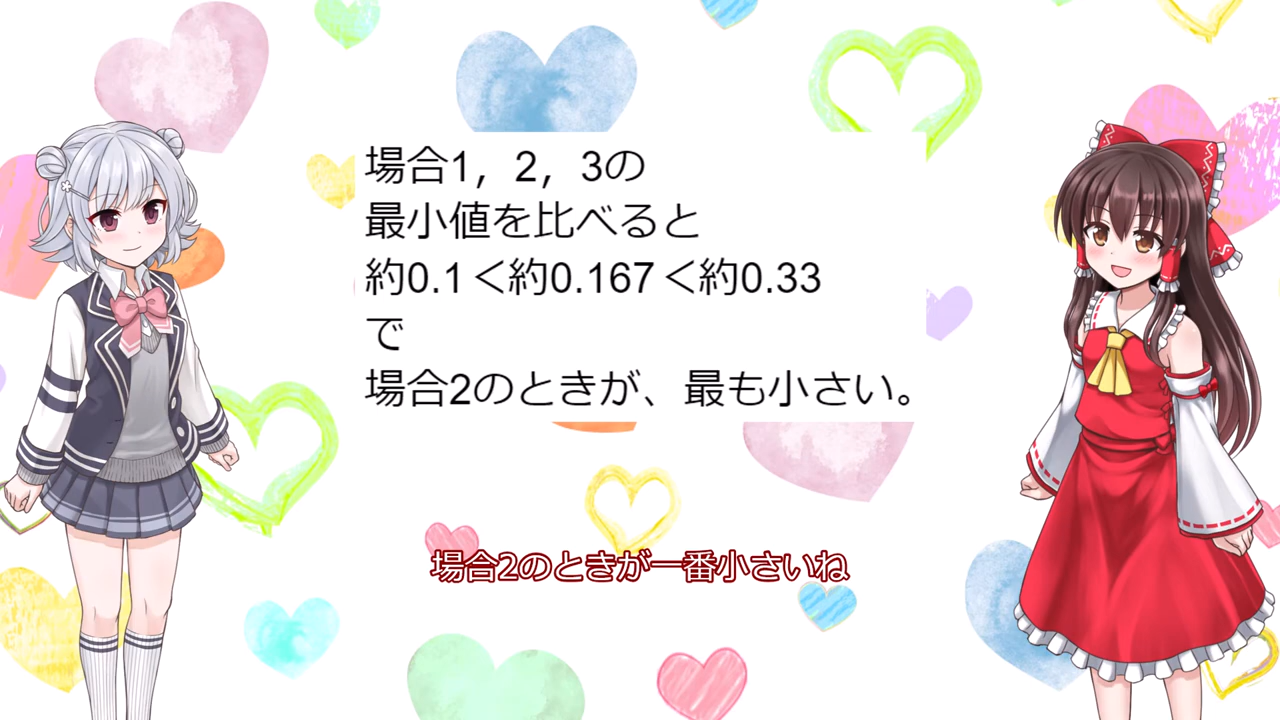 場合1，2，3の
最小値を比べると
約0.1＜約0.167＜約0.33
で
場合2のときが、最も小さい。
場合2のときが一番小さいね